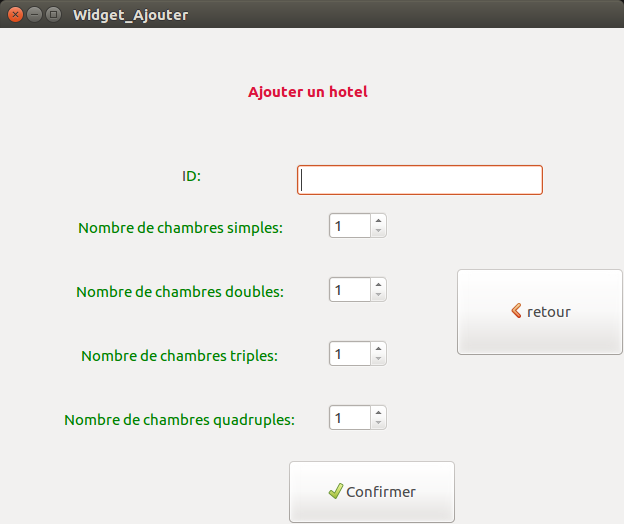 Widget_Ajouter
Ajouter un hotel
ID:
Nombre de chambres simples: 1
Nombre de chambres doubles: 1
retour
Nombre de chambres triples: 1
Nombre de chambres quadruples: 1
Confirmer